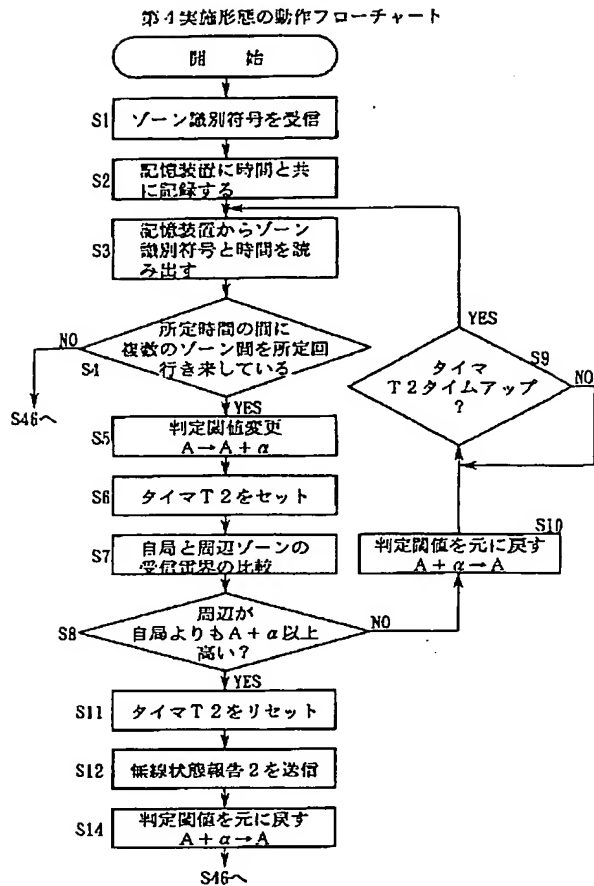 第4実施形態の動作フローチャート
開 始
S1 ゾーン識別符号を受信
S2 記憶装置に時間と共
に記録する
S3 記憶装置からゾーン
識別符号と時間を読
み出す
所定時間の間に
複数のゾーン間を所定回
行き来している
S4
NO
S46へ
YES
S5 判定閾値変更
A→A+α
S6 タイマT2をセット
S7 自局と周辺ゾーンの
受信電界の比較
周辺が
自局よりもA+α以上
高い?
S8
NO
YES
S10
判定閾値を元に戻す
A+α→A
S9
タイマ
T2タイムアップ
?
YES
NO
S11 タイマT2をリセット
S12 無線状態報告2を送信
S14 判定閾値を元に戻す
A+α→A
S46へ